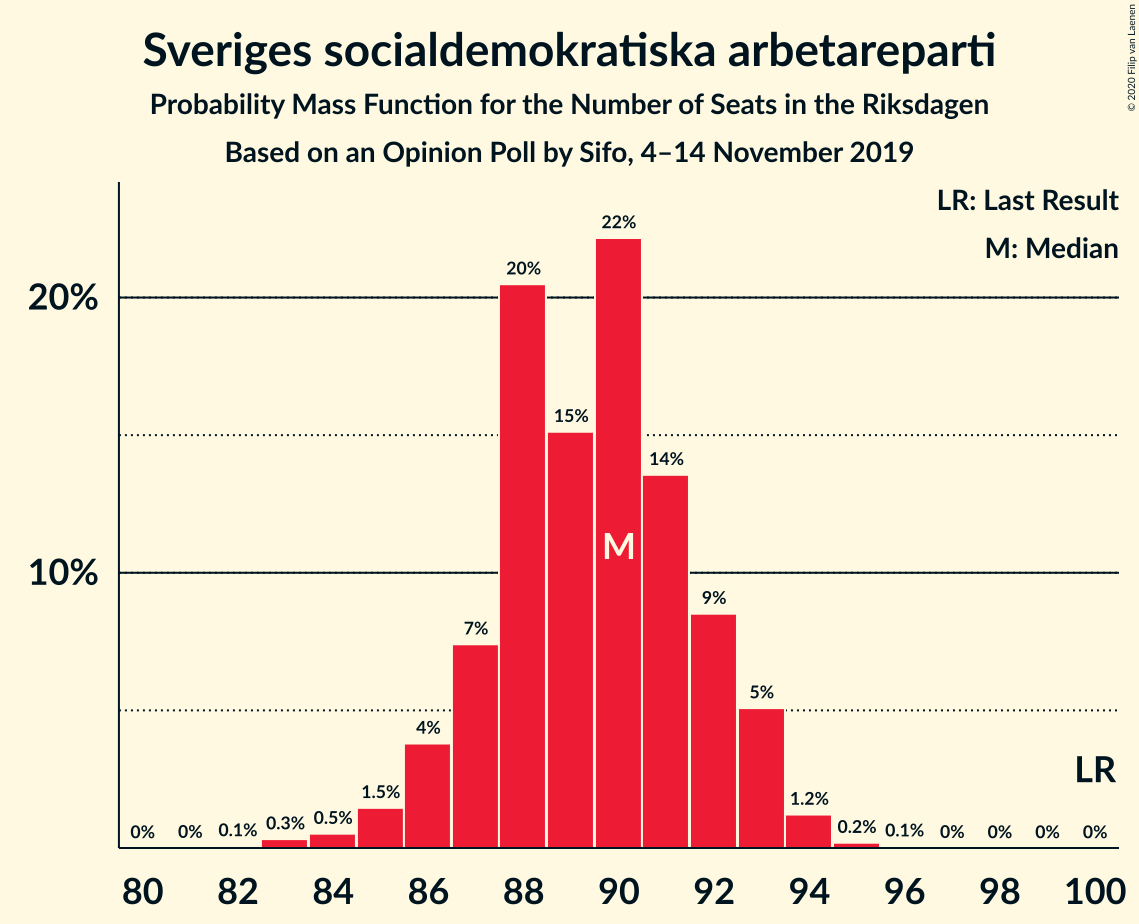 Sveriges socialdemokratiska arbetareparti
Probability Mass Function for the Number of Seats in the Riksdagen
Based on an Opinion Poll by Sifo, 4–14 November 2019
© 2020 Filip van Laenen
LR: Last Result
M: Median
20%
10%
0% 0% 0.1% 0.3% 0.5% 1.5% 4% 7% 20% 15% 22% 14% 9% 5% 1.2% 0.2% 0.1% 0% 0% 0% 0%
M
LR
80 82 84 86 88 90 92 94 96 98 100